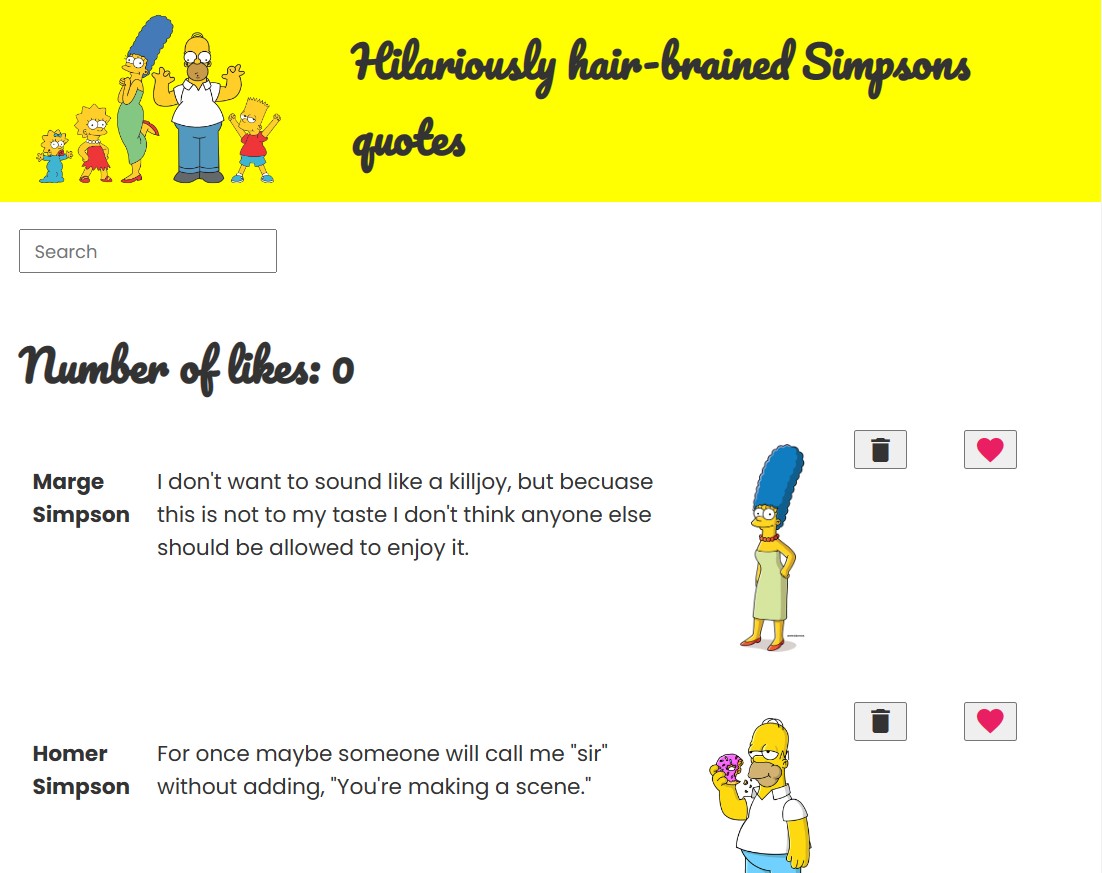 Hilariously hair-brained Simpsons
quotes
Search
Number of likes: 0
Marge
Simpson
I don't want to sound like a killjoy, but becuase
this is not to my taste I don't think anyone else
should be allowed to enjoy it.
Homer
Simpson
For once maybe someone will call me "sir"
without adding, "You're making a scene."